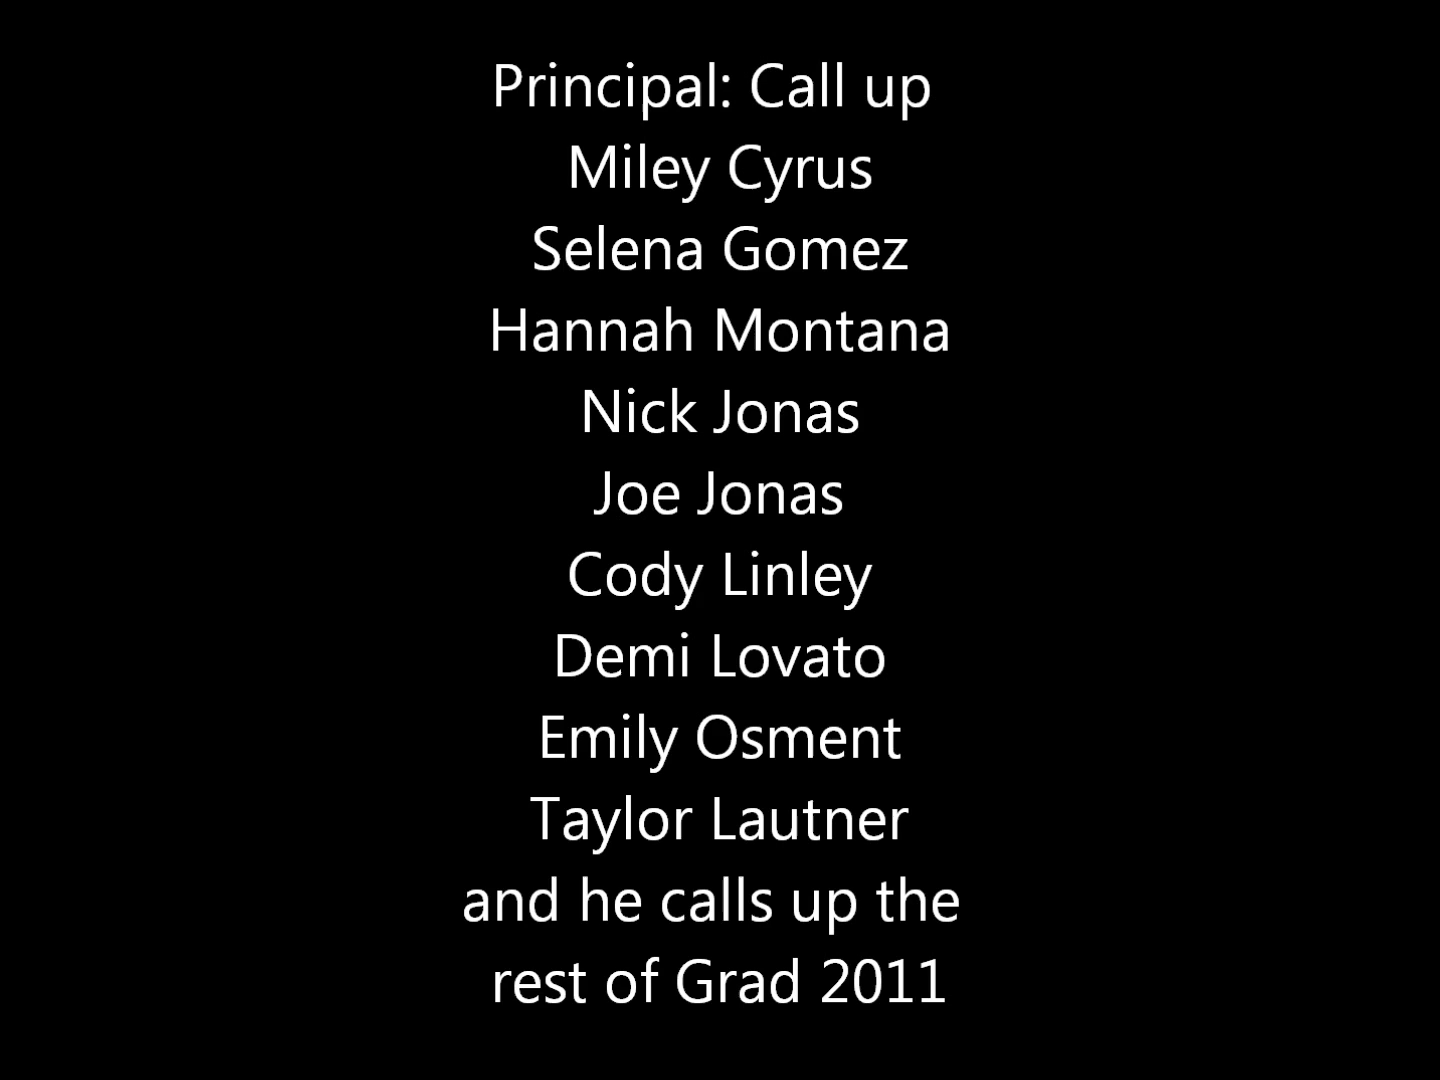 Principal: Call up
Miley Cyrus
Selena Gomez
Hannah Montana
Nick Jonas
Joe Jonas
Cody Linley
Demi Lovato
Emily Osment
Taylor Lautner
and he calls up the
rest of Grad 2011